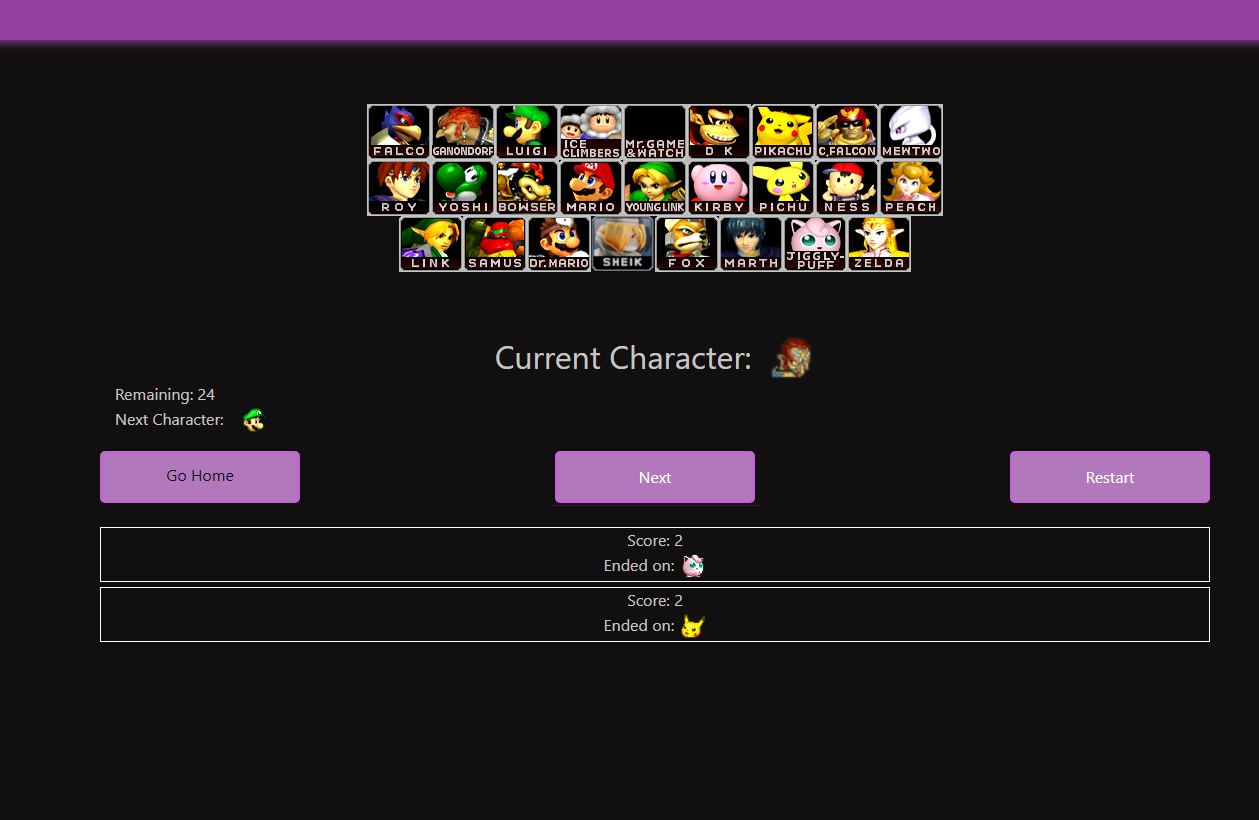 FALCO GANONDORF LUIGI ICE CLIMBERS Mr.GAME & WATCH D K PIKACHU C.FALCON MEWTWO
ROY YOSHI BOWSER MARIO YOUNG LINK KIRBY PICHU NESS PEACH
LINK SAMUS Dr.MARIO SHEIK FOX MARTH JIGGLY-PUFF ZELDA
Current Character:
Remaining: 24
Next Character:
Go Home Next Restart
Score: 2
Ended on:
Score: 2
Ended on: